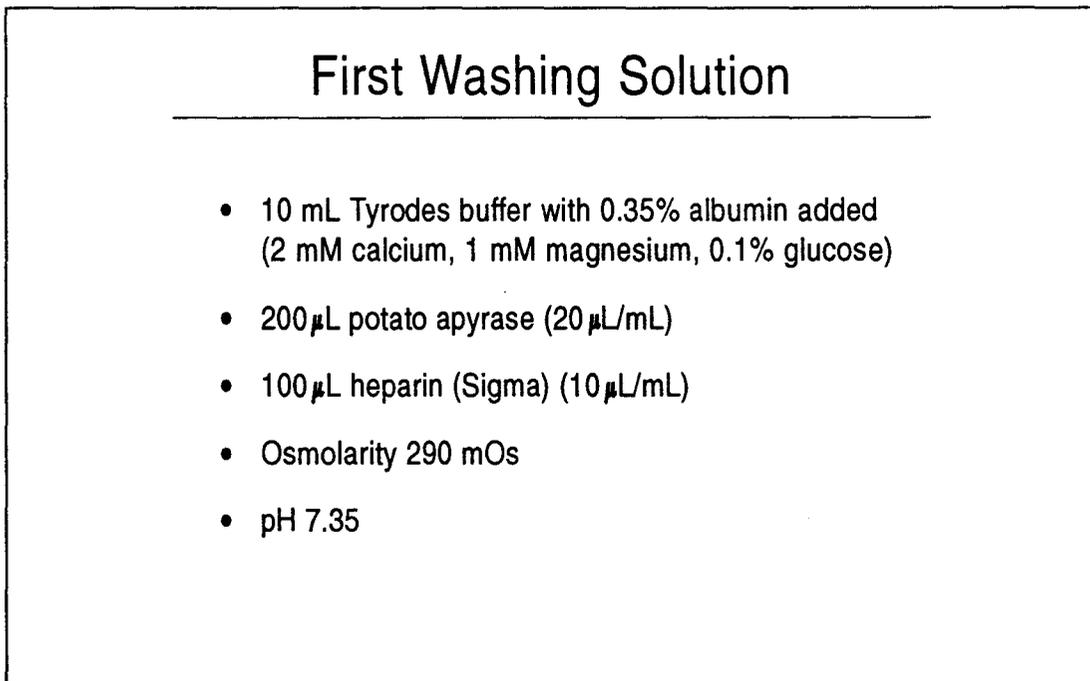 First Washing Solution
• 10 mL Tyrodes buffer with 0.35% albumin added
(2 mM calcium, 1 mM magnesium, 0.1% glucose)
• 200µL potato apyrase (20µL/mL)
• 100µL heparin (Sigma) (10µL/mL)
• Osmolarity 290 mOs
• pH 7.35